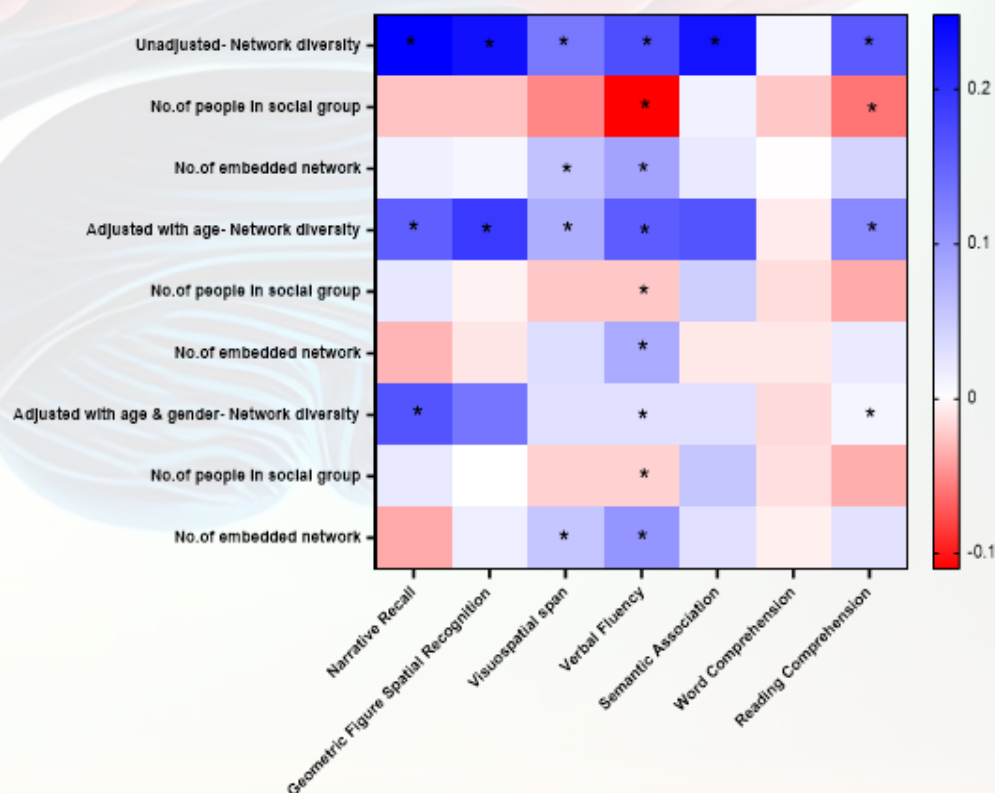 Unadjusted- Network diversity
No.of people in social group
No.of embedded network
Adjusted with age- Network diversity
No.of people in social group
No.of embedded network
Adjusted with age & gender- Network diversity
No.of people in social group
No.of embedded network
* * * * * *
* *
* *
* * * * *
*
*
* * *
*
* *
0.2
0.1
0
-0.1
Narrative Recall
Geometric Figure Spatial Recognition
Visuospatial span
Verbal Fluency
Semantic Association
Word Comprehension
Reading Comprehension